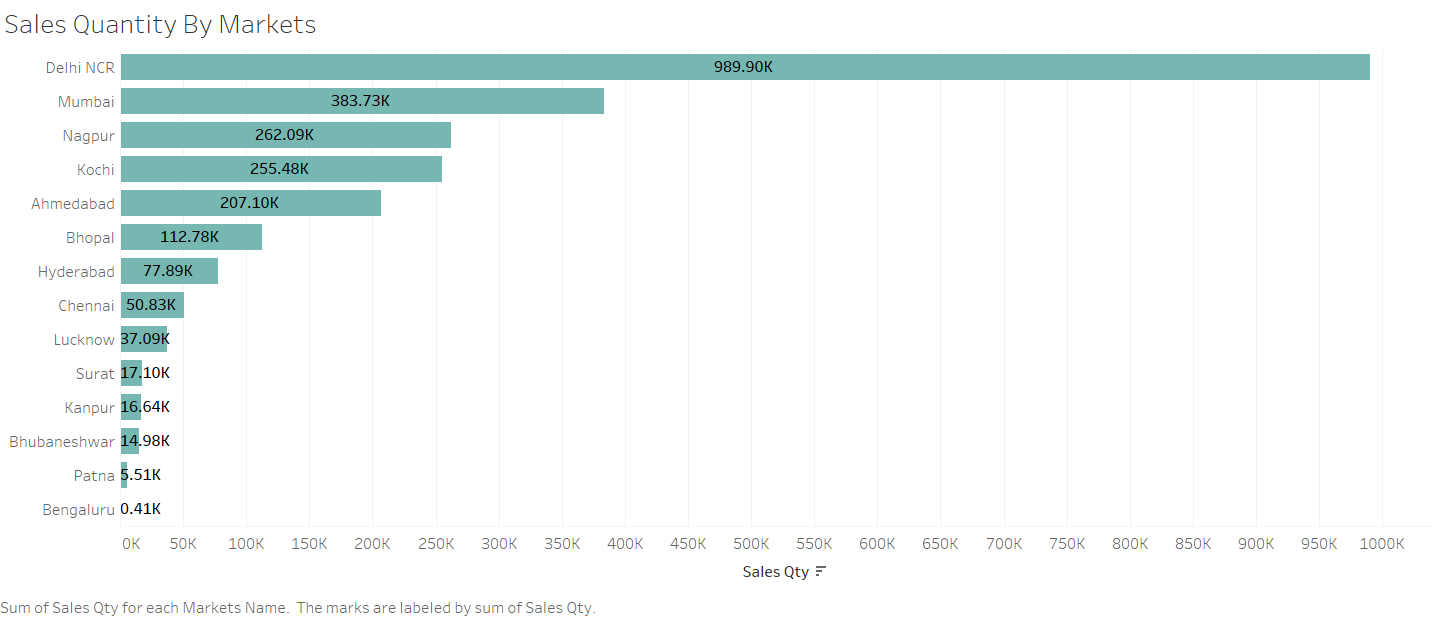 Sales Quantity By Markets
Delhi NCR 989.90K
Mumbai 383.73K
Nagpur 262.09K
Kochi 255.48K
Ahmedabad 207.10K
Bhopal 112.78K
Hyderabad 77.89K
Chennai 50.83K
Lucknow 37.09K
Surat 17.10K
Kanpur 16.64K
Bhubaneshwar 14.98K
Patna 5.51K
Bengaluru 0.41K
0K 50K 100K 150K 200K 250K 300K 350K 400K 450K 500K 550K 600K 650K 700K 750K 800K 850K 900K 950K 1000K
Sales Qty
Sum of Sales Qty for each Markets Name. The marks are labeled by sum of Sales Qty.